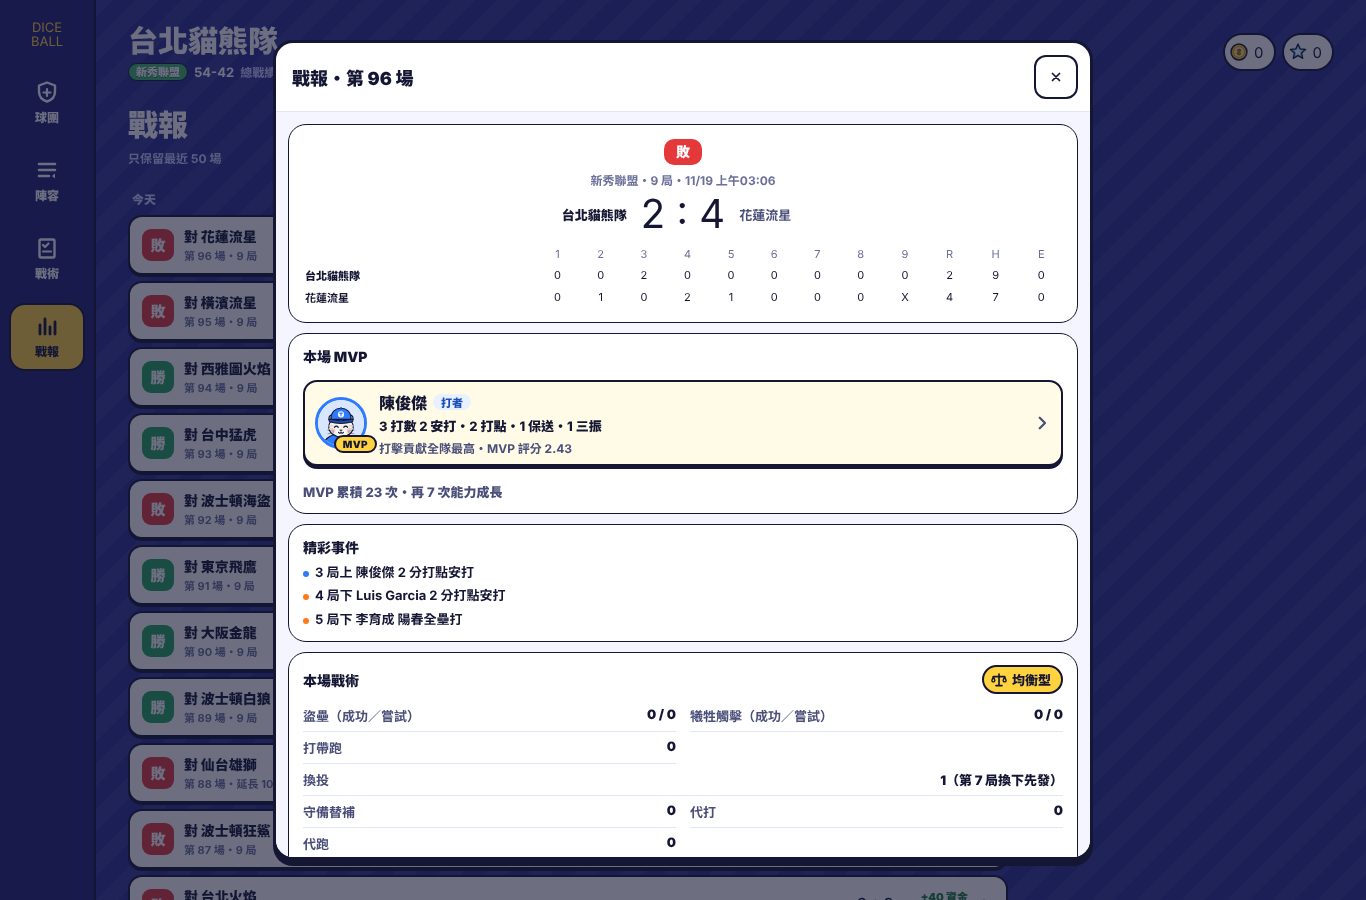 DICE
BALL
球團
陣容
戰術
戰報
台北貓熊隊
新秀聯盟 54-42 總戰績
0
0
戰報
只保留最近 50 場
今天
敗 對 花蓮流星
第 96 場・9 局
敗 對 橫濱流星
第 95 場・9 局
勝 對 西雅圖火焰
第 94 場・9 局
勝 對 台中猛虎
第 93 場・9 局
敗 對 波士頓海盜
第 92 場・9 局
勝 對 東京飛鷹
第 91 場・9 局
勝 對 大阪金龍
第 90 場・9 局
勝 對 波士頓白狼
第 89 場・9 局
敗 對 仙台雄獅
第 88 場・延長 10
敗 對 波士頓狂鯊
第 87 場・9 局
對 台北火焰
+40 資金
戰報・第 96 場
×
敗
新秀聯盟・9 局・11/19 上午03:06
台北貓熊隊 2 : 4 花蓮流星
1 2 3 4 5 6 7 8 9 R H E
台北貓熊隊 0 0 2 0 0 0 0 0 0 2 9 0
花蓮流星 0 1 0 2 1 0 0 0 X 4 7 0
本場 MVP
陳俊傑 打者
3 打數 2 安打・2 打點・1 保送・1 三振
MVP
打擊貢獻全隊最高・MVP 評分 2.43
MVP 累積 23 次・再 7 次能力成長
精彩事件
3 局上 陳俊傑 2 分打點安打
4 局下 Luis Garcia 2 分打點安打
5 局下 李育成 陽春全壘打
本場戰術
均衡型
盜壘（成功／嘗試） 0 / 0
犧牲觸擊（成功／嘗試） 0 / 0
打帶跑 0
換投 1（第 7 局換下先發）
守備替補 0
代打 0
代跑 0